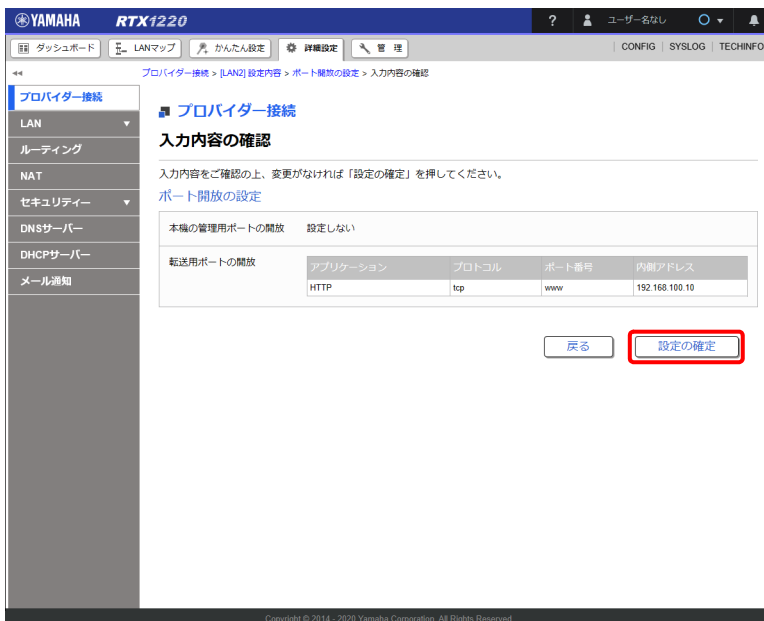 YAMAHA RTX1220 ? ユーザーなし
ダッシュボード LANマップ かんたん設定 詳細設定 管 理 CONFIG SYSLOG TECHINFO
プロバイダー接続 > [LAN2] 設定内容 > ポート開放の設定 > 入力内容の確認
プロバイダー接続
LAN
ルーティング
NAT
セキュリティー
DNSサーバー
DHCPサーバー
メール通知
プロバイダー接続
入力内容の確認
入力内容をご確認の上、変更がなければ「設定の確定」を押してください。
ポート開放の設定
本機の管理用ポートの開放 設定しない
転送用ポートの開放
アプリケーション プロトコル ポート番号 内側アドレス
HTTP tcp www 192.168.100.10
戻る 設定の確定
Copyright © 2014 - 2020 Yamaha Corporation. All Rights Reserved.